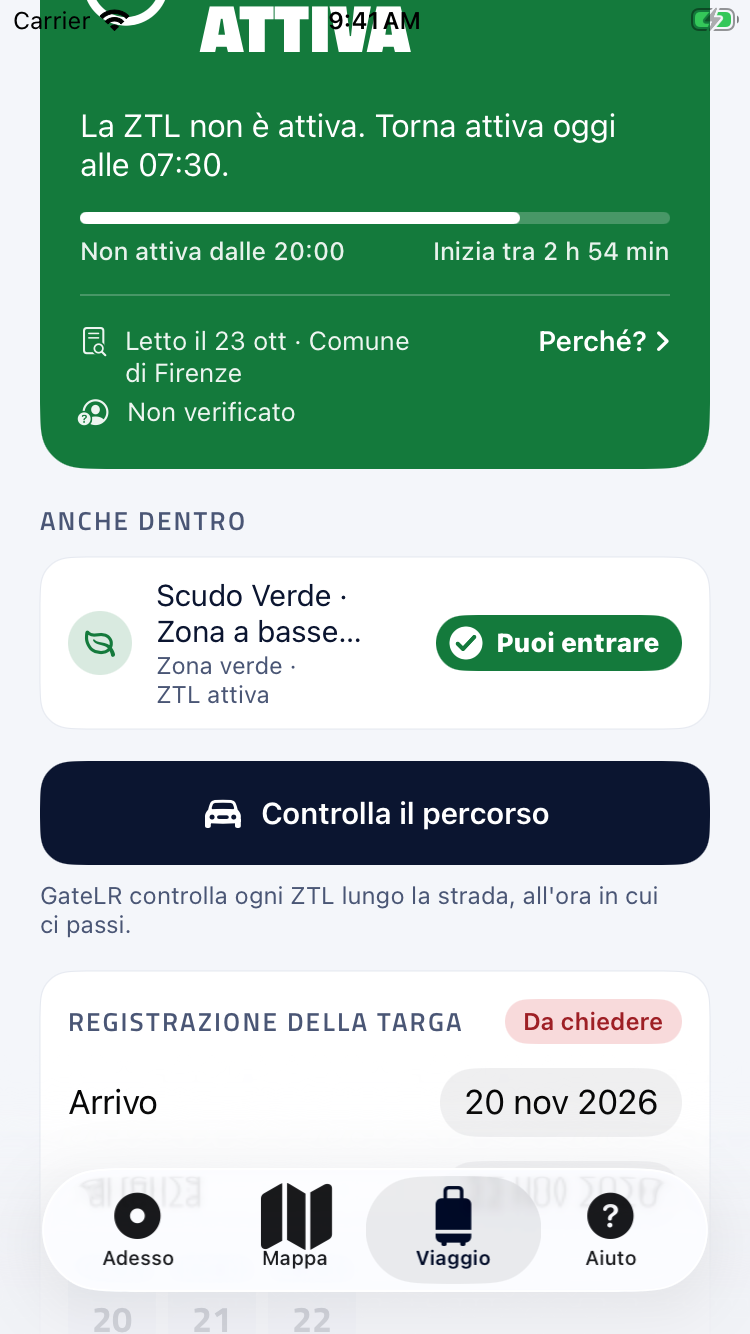 Carrier 9:41 AM
ATTIVA
La ZTL non è attiva. Torna attiva oggi
alle 07:30.
Non attiva dalle 20:00 Inizia tra 2 h 54 min
Letto il 23 ott · Comune
di Firenze
Perché?
Non verificato
ANCHE DENTRO
Scudo Verde ·
Zona a basse…
Zona verde ·
ZTL attiva
Puoi entrare
Controlla il percorso
GateLR controlla ogni ZTL lungo la strada, all'ora in cui
ci passi.
REGISTRAZIONE DELLA TARGA Da chiedere
Arrivo 20 nov 2026
Adesso Mappa Viaggio Aiuto
20 21 22